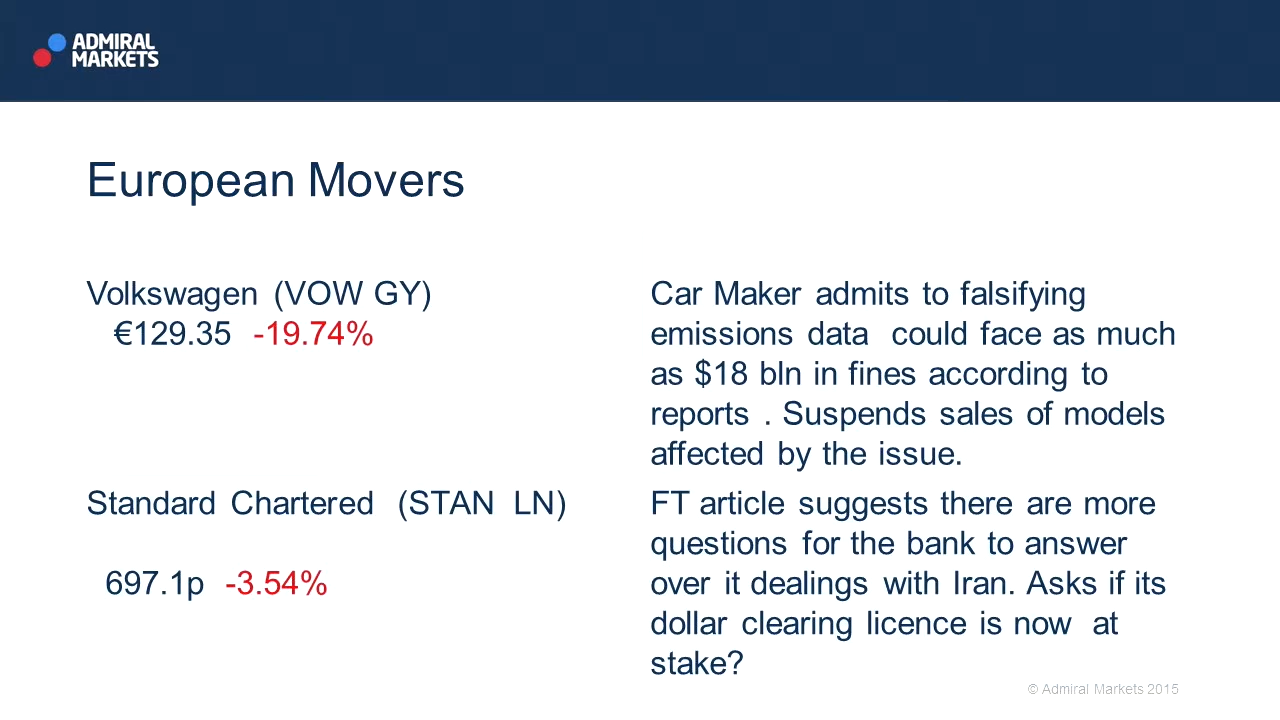 ADMIRAL
MARKETS
European Movers
Volkswagen (VOW GY)
€129.35 -19.74%
Car Maker admits to falsifying
emissions data could face as much
as $18 bln in fines according to
reports . Suspends sales of models
affected by the issue.
Standard Chartered (STAN LN)
697.1p -3.54%
FT article suggests there are more
questions for the bank to answer
over it dealings with Iran. Asks if its
dollar clearing licence is now at
stake?
© Admiral Markets 2015